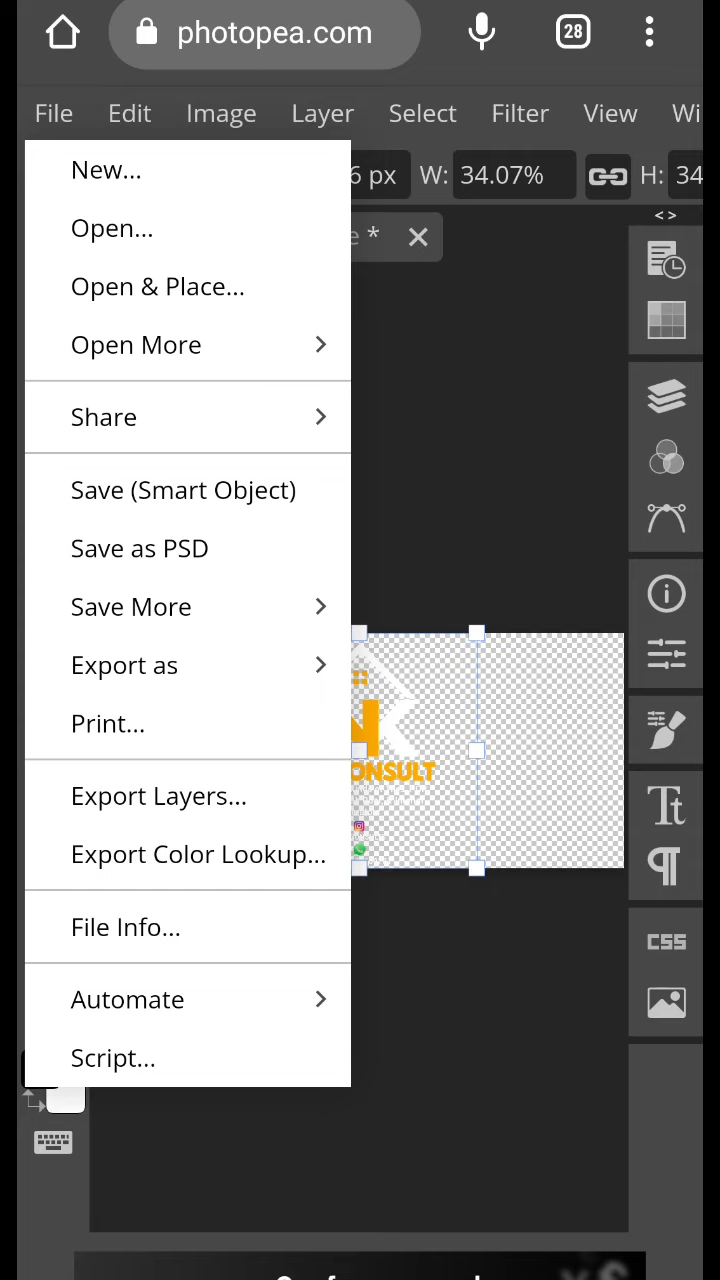 photopea.com
28
File Edit Image Layer Select Filter View Wi
6 px W: 34.07% H: 34
< >
e *
New...
Open...
Open & Place...
Open More
Share
Save (Smart Object)
Save as PSD
Save More
Export as
Print...
Export Layers...
Export Color Lookup...
File Info...
Automate
Script...
K
ONSULT
Tt
CSS